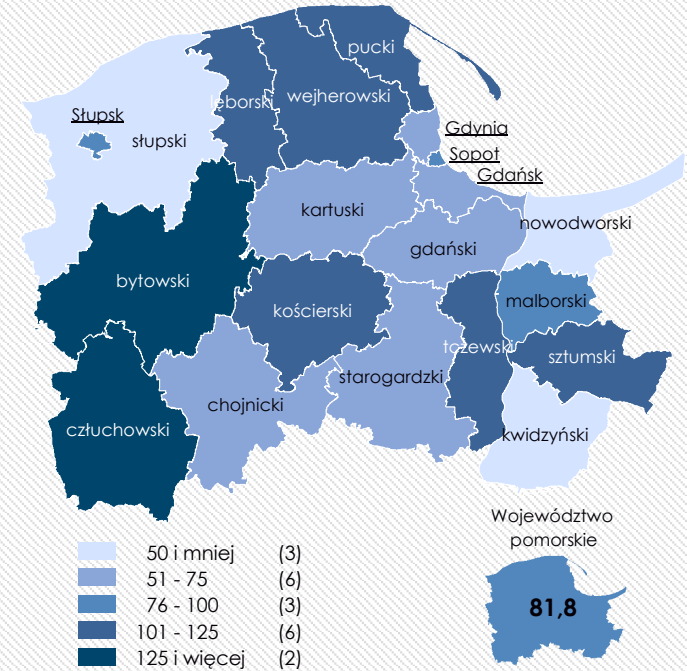 pucki
lęborski
wejherowski
Słupsk
słupski
Gdynia
Sopot
Gdańsk
kartuski
nowodworski
gdański
bytowski
kościerski
malborski
tczewski
sztumski
starogardzki
chojnicki
człuchowski
kwidzyński
Województwo
pomorskie
81,8
50 i mniej (3)
51 - 75 (6)
76 - 100 (3)
101 - 125 (6)
125 i więcej (2)